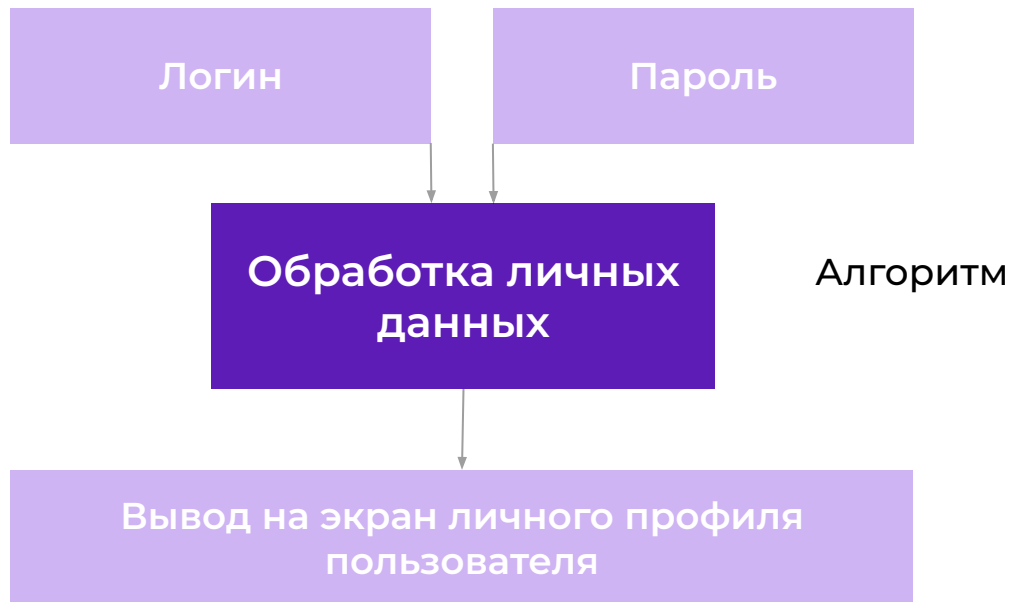 Логин
Пароль
Обработка личных
данных
Алгоритм
Вывод на экран личного профиля
пользователя